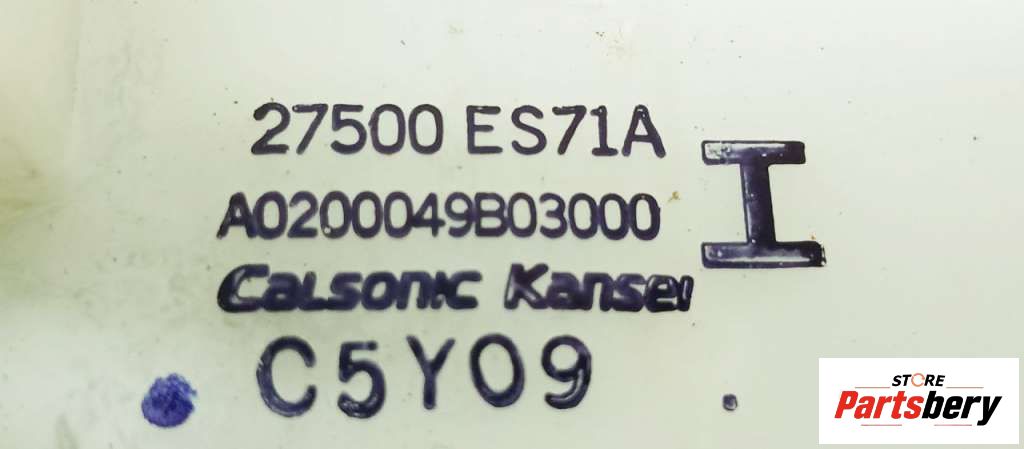 27500 ES71A
A0200049B03000
I
Calsonic Kansei
C5Y09
STORE
Partsbery